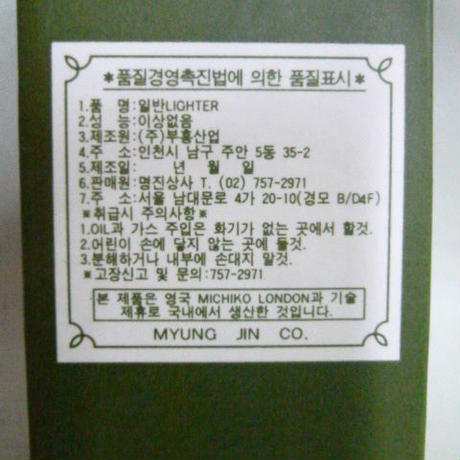 *품질경영촉진법에 의한 품질표시*
1.품 명:일반LIGHTER
2.성 능:이상없음
3.제조원:(주)부흥산업
4.주 소:인천시 남구 주안 5동 35-2
5.제조일: 년 월 일
6.판매원:명진상사 T. (02) 757-2971
7.주 소:서울 남대문로 4가 20-10(경모 B/D4F)
*취급시 주의사항*
1.OIL과 가스 주입은 화기가 없는 곳에서 할것.
2.어린이 손에 닿지 않는 곳에 둘것.
3.분해하거나 내부에 손대지 말것.
*고장신고 및 문의:757-2971
본 제품은 영국 MICHIKO LONDON과 기술
제휴로 국내에서 생산한 것입니다.
MYUNG JIN CO.